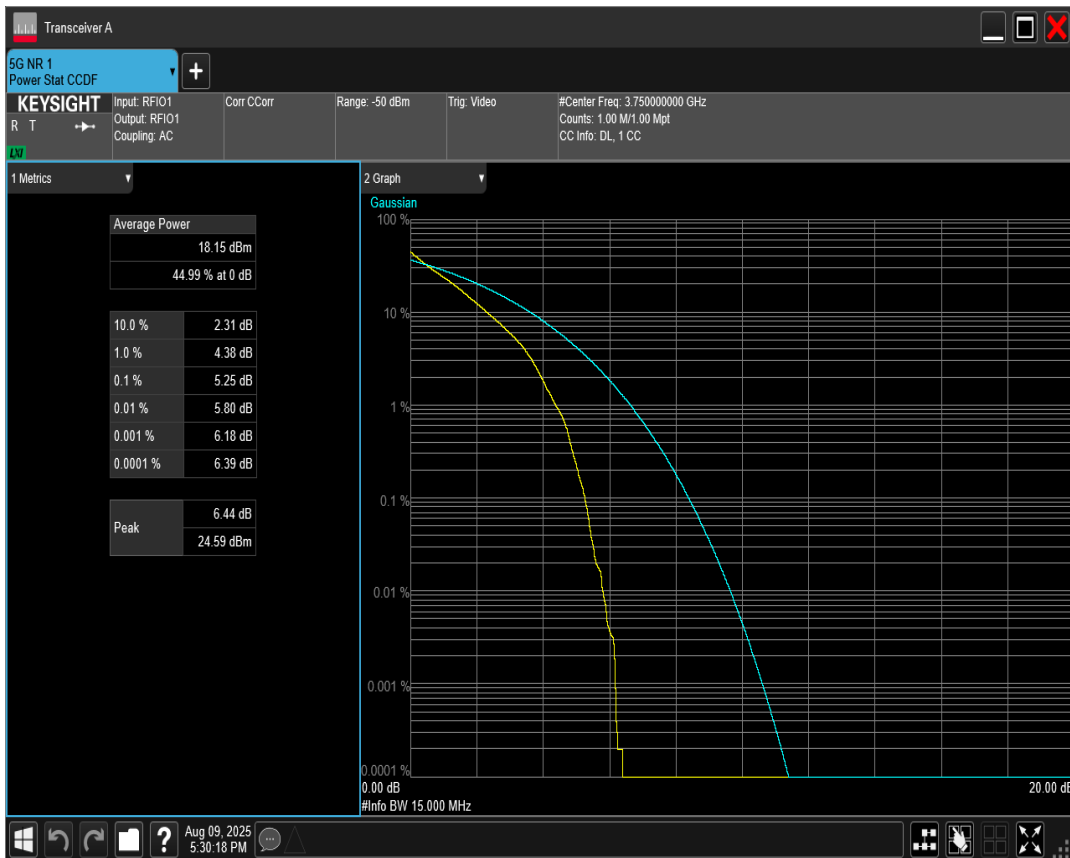 Transceiver A
5G NR 1
Power Stat CCDF
KEYSIGHT
R T
LXI
Input: RFIO1
Output: RFIO1
Coupling: AC
Corr CCorr
Range: -50 dBm
Trig: Video
#Center Freq: 3.750000000 GHz
Counts: 1.00 M/1.00 Mpt
CC Info: DL, 1 CC
1 Metrics
Average Power
18.15 dBm
44.99 % at 0 dB
10.0 % 2.31 dB
1.0 % 4.38 dB
0.1 % 5.25 dB
0.01 % 5.80 dB
0.001 % 6.18 dB
0.0001 % 6.39 dB
Peak 6.44 dB
24.59 dBm
2 Graph
Gaussian
100 %
10 %
1 %
0.1 %
0.01 %
0.001 %
0.0001 %
0.00 dB 20.00 dB
#Info BW 15.000 MHz
?
Aug 09, 2025
5:30:18 PM